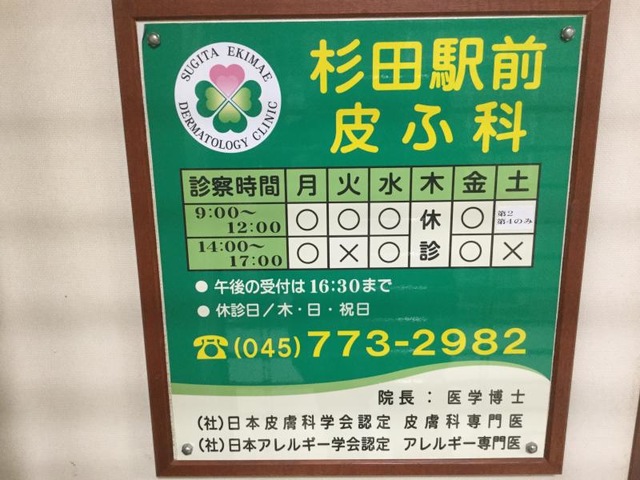 SUGITA EKIMAE
DERMATOLOGY CLINIC
杉田駅前
皮ふ科
診察時間 月 火 水 木 金 土
9:00〜12:00 ○ ○ ○ 休診 ○ 第2 第4のみ
14:00〜17:00 ○ × ○ ○ ×
● 午後の受付は16:30まで
● 休診日/木・日・祝日
☎(045)773-2982
院長：医学博士
(社)日本皮膚科学会認定 皮膚科専門医
(社)日本アレルギー学会認定 アレルギー専門医